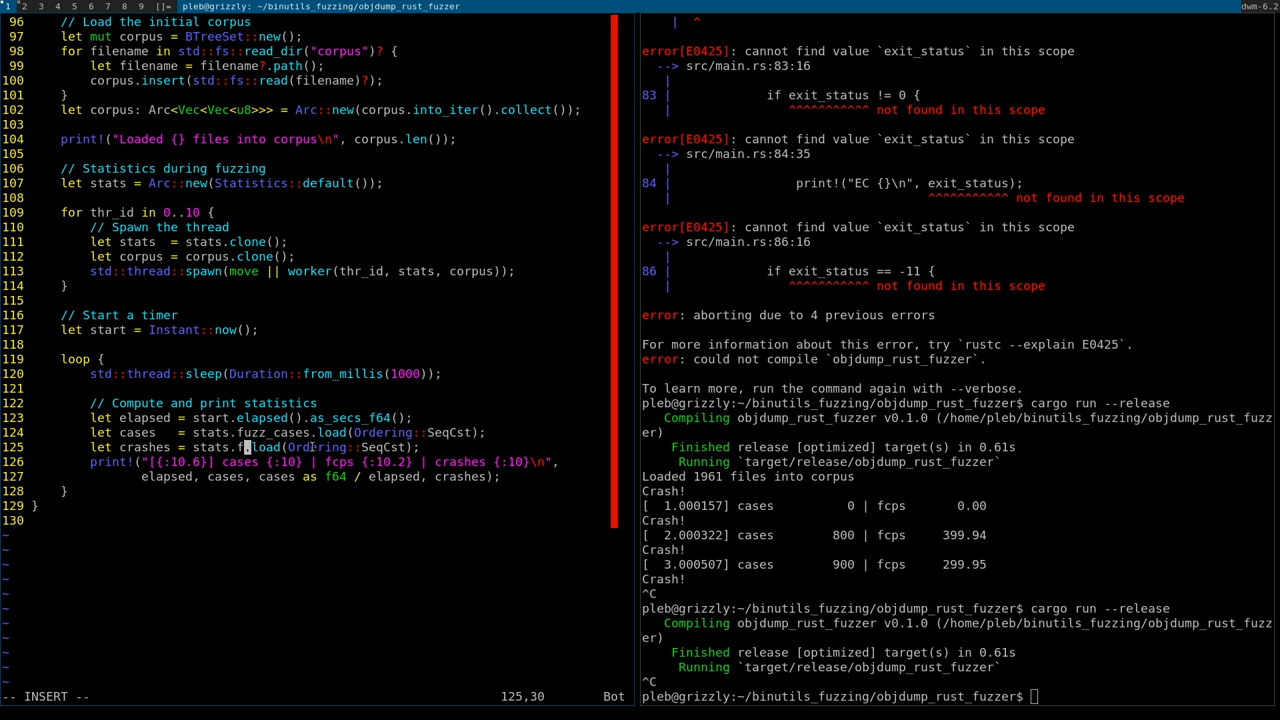 1 2 3 4 5 6 7 8 9 []= pleb@grizzly: ~/binutils_fuzzing/objdump_rust_fuzzer dwm-6.2
96     // Load the initial corpus
97     let mut corpus = BTreeSet::new();
98     for filename in std::fs::read_dir("corpus")? {
99         let filename = filename?.path();
100         corpus.insert(std::fs::read(filename)?);
101     }
102     let corpus: Arc<Vec<Vec<u8>>> = Arc::new(corpus.into_iter().collect());
103
104     print!("Loaded {} files into corpus\n", corpus.len());
105
106     // Statistics during fuzzing
107     let stats = Arc::new(Statistics::default());
108
109     for thr_id in 0..10 {
110         // Spawn the thread
111         let stats  = stats.clone();
112         let corpus = corpus.clone();
113         std::thread::spawn(move || worker(thr_id, stats, corpus));
114     }
115
116     // Start a timer
117     let start = Instant::now();
118
119     loop {
120         std::thread::sleep(Duration::from_millis(1000));
121
122         // Compute and print statistics
123         let elapsed = start.elapsed().as_secs_f64();
124         let cases   = stats.fuzz_cases.load(Ordering::SeqCst);
125         let crashes = stats.f.load(Ordering::SeqCst);
126         print!("[{:10.6}] cases {:10} | fcps {:10.2} | crashes {:10}\n",
127                elapsed, cases, cases as f64 / elapsed, crashes);
128     }
129 }
130
~
~
~
~
~
~
~
~
~
~
~
-- INSERT -- 125,30 Bot
| ^
error[E0425]: cannot find value `exit_status` in this scope
--> src/main.rs:83:16
|
83 |             if exit_status != 0 {
|                ^^^^^^^^^^^ not found in this scope
error[E0425]: cannot find value `exit_status` in this scope
--> src/main.rs:84:35
|
84 |                 print!("EC {}\n", exit_status);
|                                   ^^^^^^^^^^^ not found in this scope
error[E0425]: cannot find value `exit_status` in this scope
--> src/main.rs:86:16
|
86 |             if exit_status == -11 {
|                ^^^^^^^^^^^ not found in this scope
error: aborting due to 4 previous errors
For more information about this error, try `rustc --explain E0425`.
error: could not compile `objdump_rust_fuzzer`.
To learn more, run the command again with --verbose.
pleb@grizzly:~/binutils_fuzzing/objdump_rust_fuzzer$ cargo run --release
Compiling objdump_rust_fuzzer v0.1.0 (/home/pleb/binutils_fuzzing/objdump_rust_fuzz
er)
Finished release [optimized] target(s) in 0.61s
Running `target/release/objdump_rust_fuzzer`
Loaded 1961 files into corpus
Crash!
[  1.000157] cases          0 | fcps       0.00
Crash!
[  2.000322] cases        800 | fcps     399.94
Crash!
[  3.000507] cases        900 | fcps     299.95
Crash!
^C
pleb@grizzly:~/binutils_fuzzing/objdump_rust_fuzzer$ cargo run --release
Compiling objdump_rust_fuzzer v0.1.0 (/home/pleb/binutils_fuzzing/objdump_rust_fuzz
er)
Finished release [optimized] target(s) in 0.61s
Running `target/release/objdump_rust_fuzzer`
^C
pleb@grizzly:~/binutils_fuzzing/objdump_rust_fuzzer$